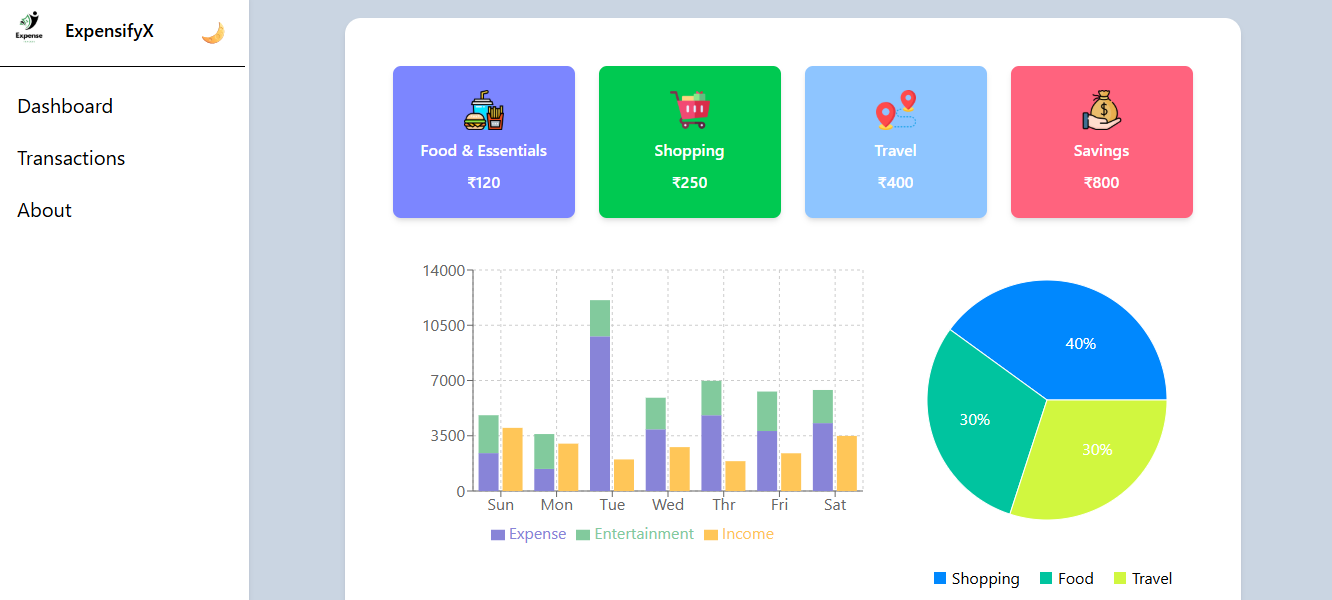 Expense
ExpensifyX
Dashboard
Transactions
About
Food & Essentials
₹120
Shopping
₹250
Travel
₹400
Savings
₹800
14000
10500
7000
3500
0
Sun Mon Tue Wed Thr Fri Sat
Expense Entertainment Income
40%
30%
30%
Shopping Food Travel